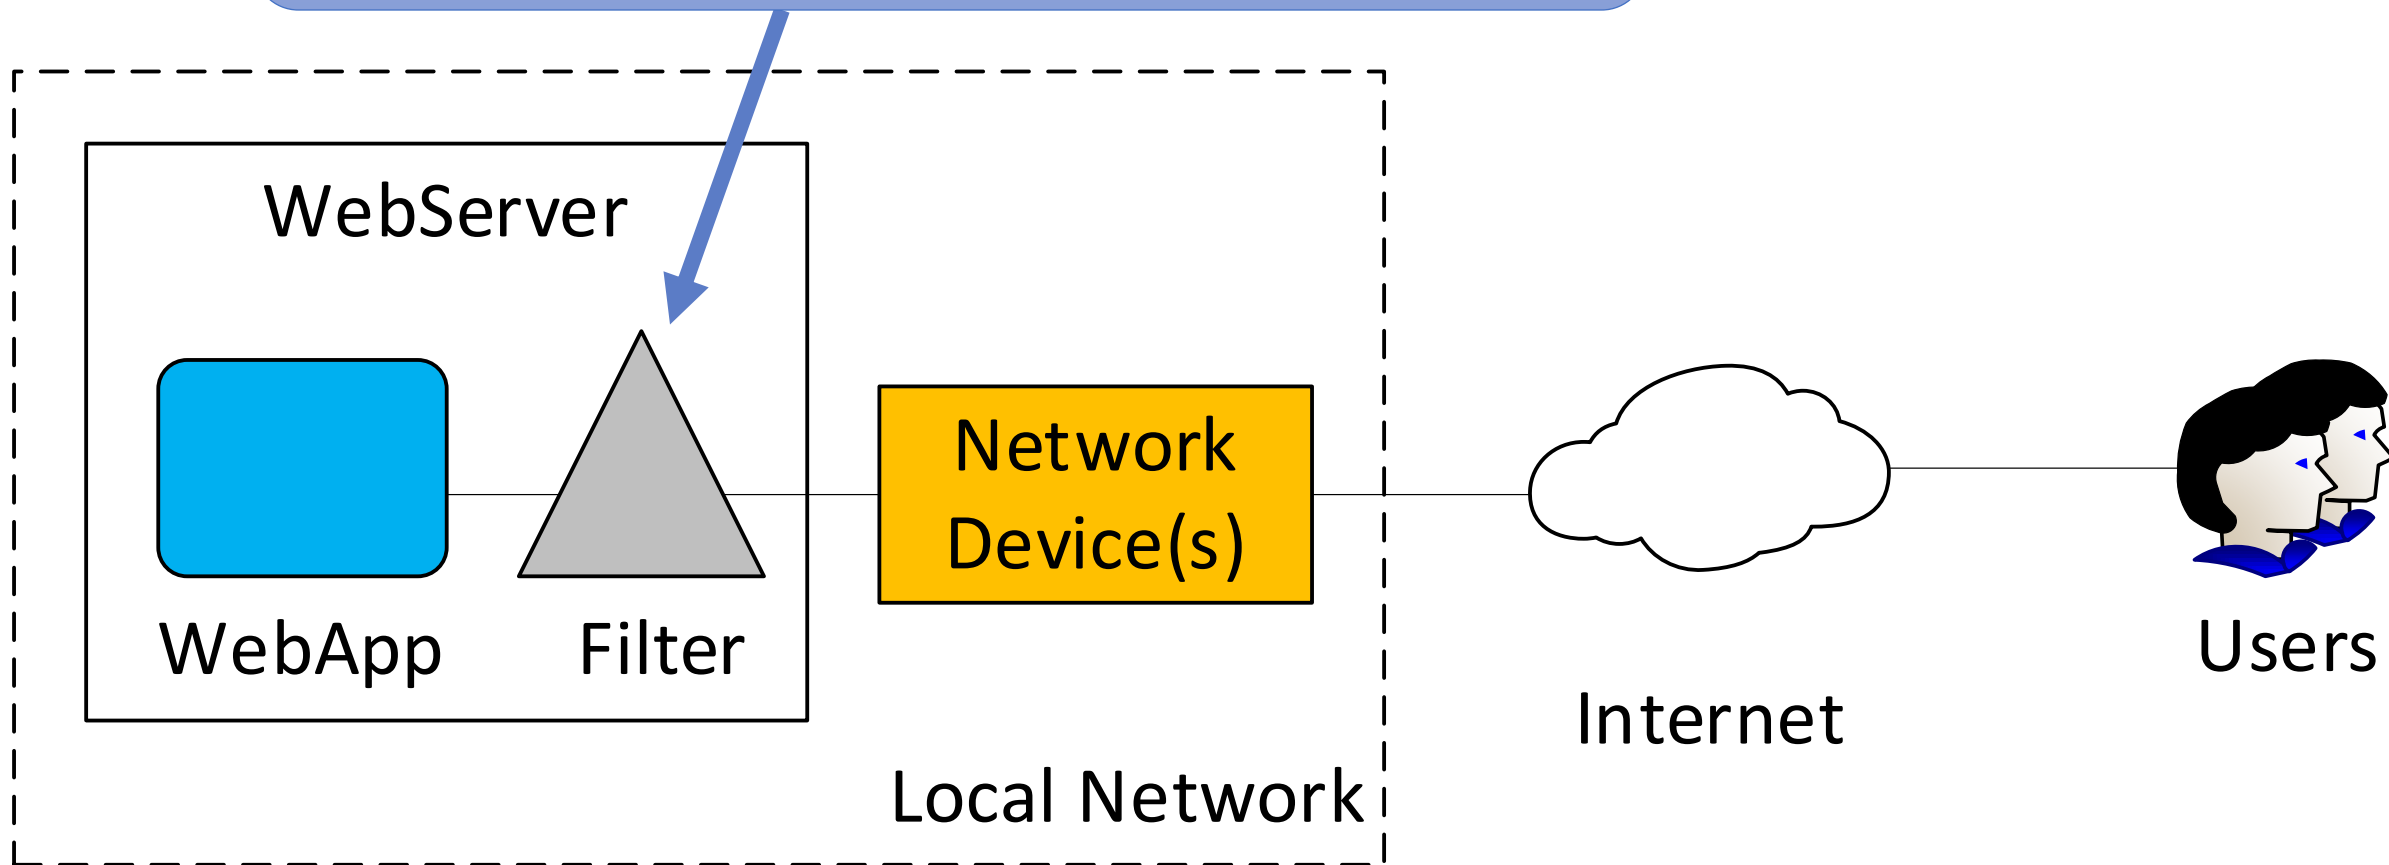 WebServer
Network
Device(s)
WebApp
Filter
Users
Internet
Local Network